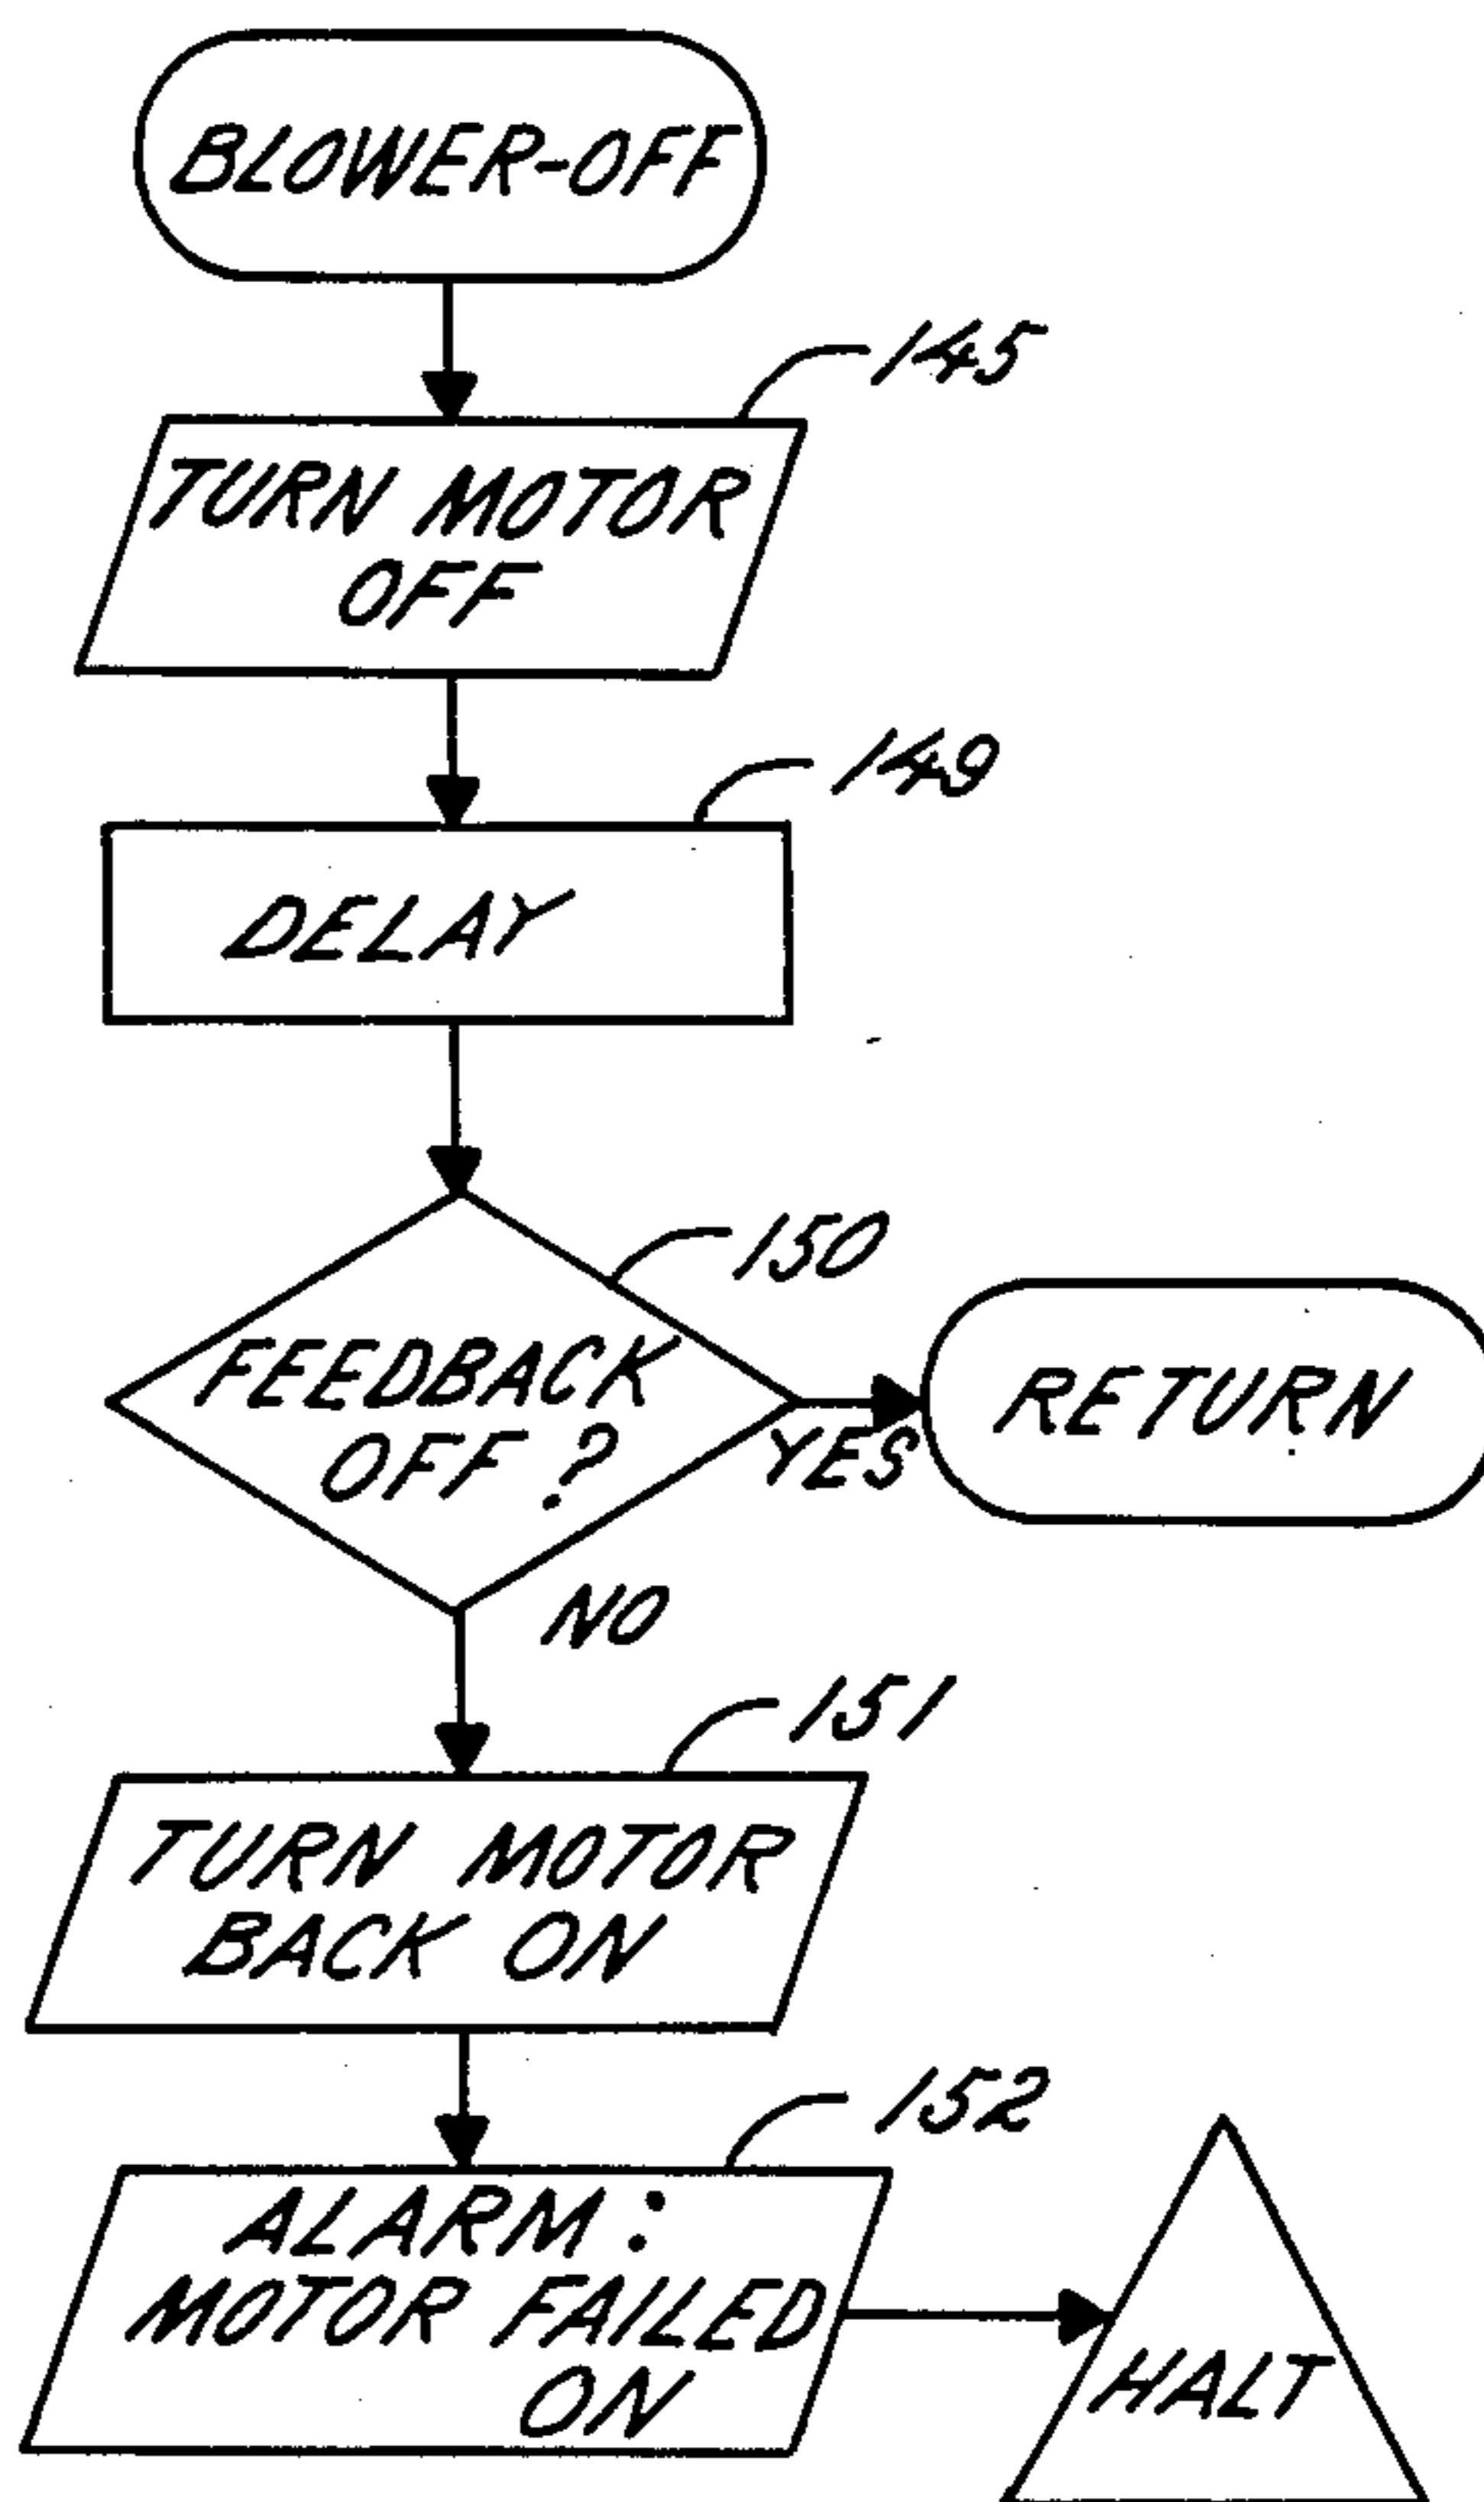 BLOWER-OFF
145
TURN MOTOR
OFF
149
DELAY
150
FEEDBACK
OFF ?
YES
RETURN
NO
151
TURN MOTOR
BACK ON
152
ALARM :
MOTOR FAILED
ON
HALT